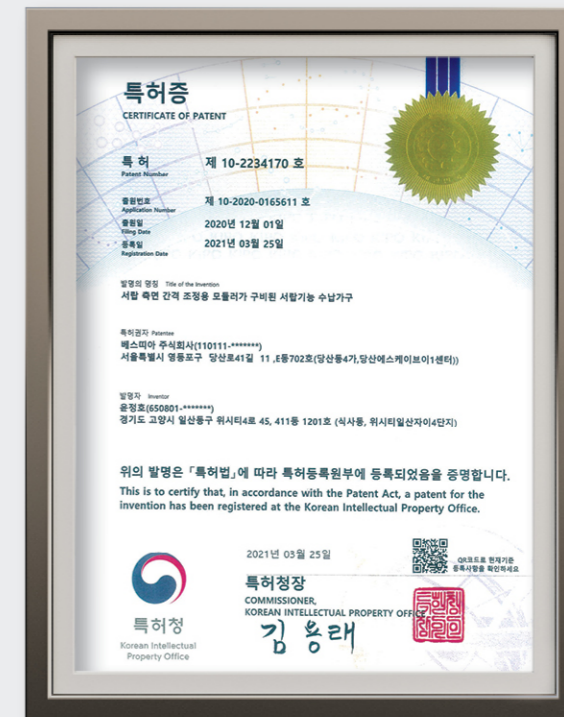 특허증
CERTIFICATE OF PATENT
특 허 제 10-2234170 호
Patent Number
출원번호 제 10-2020-0165611 호
Application Number
출원일 2020년 12월 01일
Filing Date
등록일 2021년 03월 25일
Registration Date
발명의 명칭 Title of the Invention
서랍 측면 간격 조정용 모듈러가 구비된 서랍기능 수납가구
특허권자 Patentee
베스띠아 주식회사(110111-*******)
서울특별시 영등포구 당산로41길 11 ,E동702호(당산동4가,당산에스케이브이1센터))
발명자 Inventor
윤정호(650801-*******)
경기도 고양시 일산동구 위시티4로 45, 411동 1201호 (식사동, 위시티일산자이4단지)
위의 발명은 「특허법」에 따라 특허등록원부에 등록되었음을 증명합니다.
This is to certify that, in accordance with the Patent Act, a patent for the
invention has been registered at the Korean Intellectual Property Office.
2021년 03월 25일
QR코드로 현재기준
등록사항을 확인하세요
특허청장
COMMISSIONER,
KOREAN INTELLECTUAL PROPERTY OFFICE
김용래
특허청
Korean Intellectual
Property Office